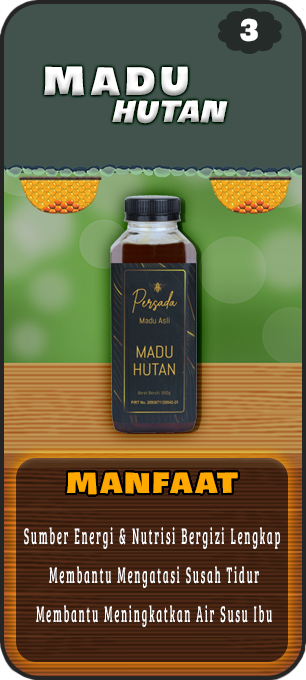 3
MADU
HUTAN
Persada
Madu Asli
MADU
HUTAN
MANFAAT
Sumber Energi & Nutrisi Bergizi Lengkap
Membantu Mengatasi Susah Tidur
Membantu Meningkatkan Air Susu Ibu